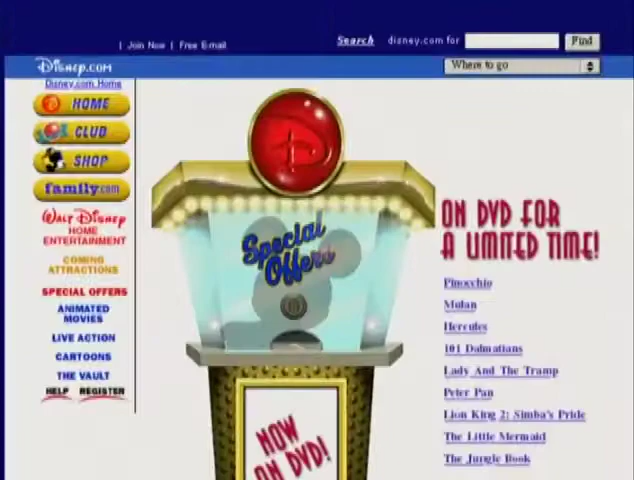 | Join Now | Free E-mail
Search disney.com for
Find
Disney.com
Where to go
Disney.com Home
HOME
CLUB
SHOP
family.com
WALT DISNEY
HOME
ENTERTAINMENT
COMING
ATTRACTIONS
SPECIAL OFFERS
ANIMATED
MOVIES
LIVE ACTION
CARTOONS
THE VAULT
HELP REGISTER
D
Special
Offers
NOW
ON DVD!
ON DVD FOR
A LIMITED TIME!
Pinocchio
Mulan
Hercules
101 Dalmatians
Lady And The Tramp
Peter Pan
Lion King 2: Simba's Pride
The Little Mermaid
The Jungle Book